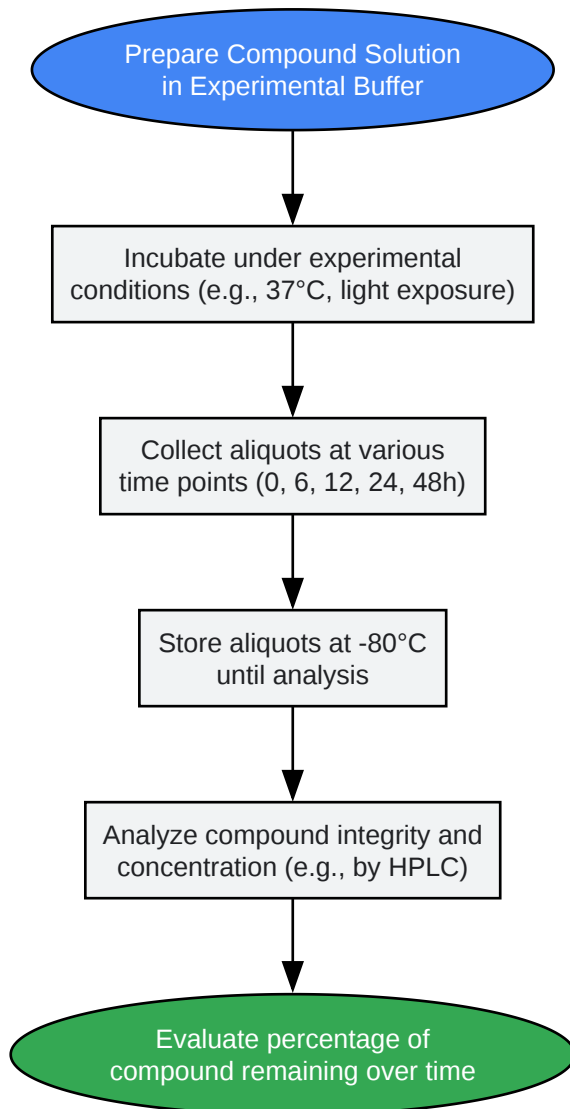 Prepare Compound Solution
in Experimental Buffer
Incubate under experimental
conditions (e.g., 37°C, light exposure)
Collect aliquots at various
time points (0, 6, 12, 24, 48h)
Store aliquots at -80°C
until analysis
Analyze compound integrity and
concentration (e.g., by HPLC)
Evaluate percentage of
compound remaining over time